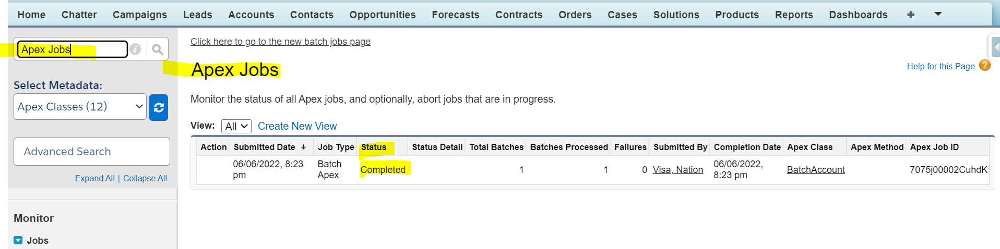 Home Chatter Campaigns Leads Accounts Contacts Opportunities Forecasts Contracts Orders Cases Solutions Products Reports Dashboards +
Apex Jobs
Select Metadata:
Apex Classes (12)
Advanced Search
Expand All | Collapse All
Monitor
Jobs
Click here to go to the new batch jobs page
Apex Jobs
Help for this Page ?
Monitor the status of all Apex jobs, and optionally, abort jobs that are in progress.
View: All Create New View
Action Submitted Date Job Type Status Status Detail Total Batches Batches Processed Failures Submitted By Completion Date Apex Class Apex Method Apex Job ID
06/06/2022, 8:23 pm Batch Apex Completed 1 1 0 Visa, Nation 06/06/2022, 8:23 pm BatchAccount 7075j00002CuhdK